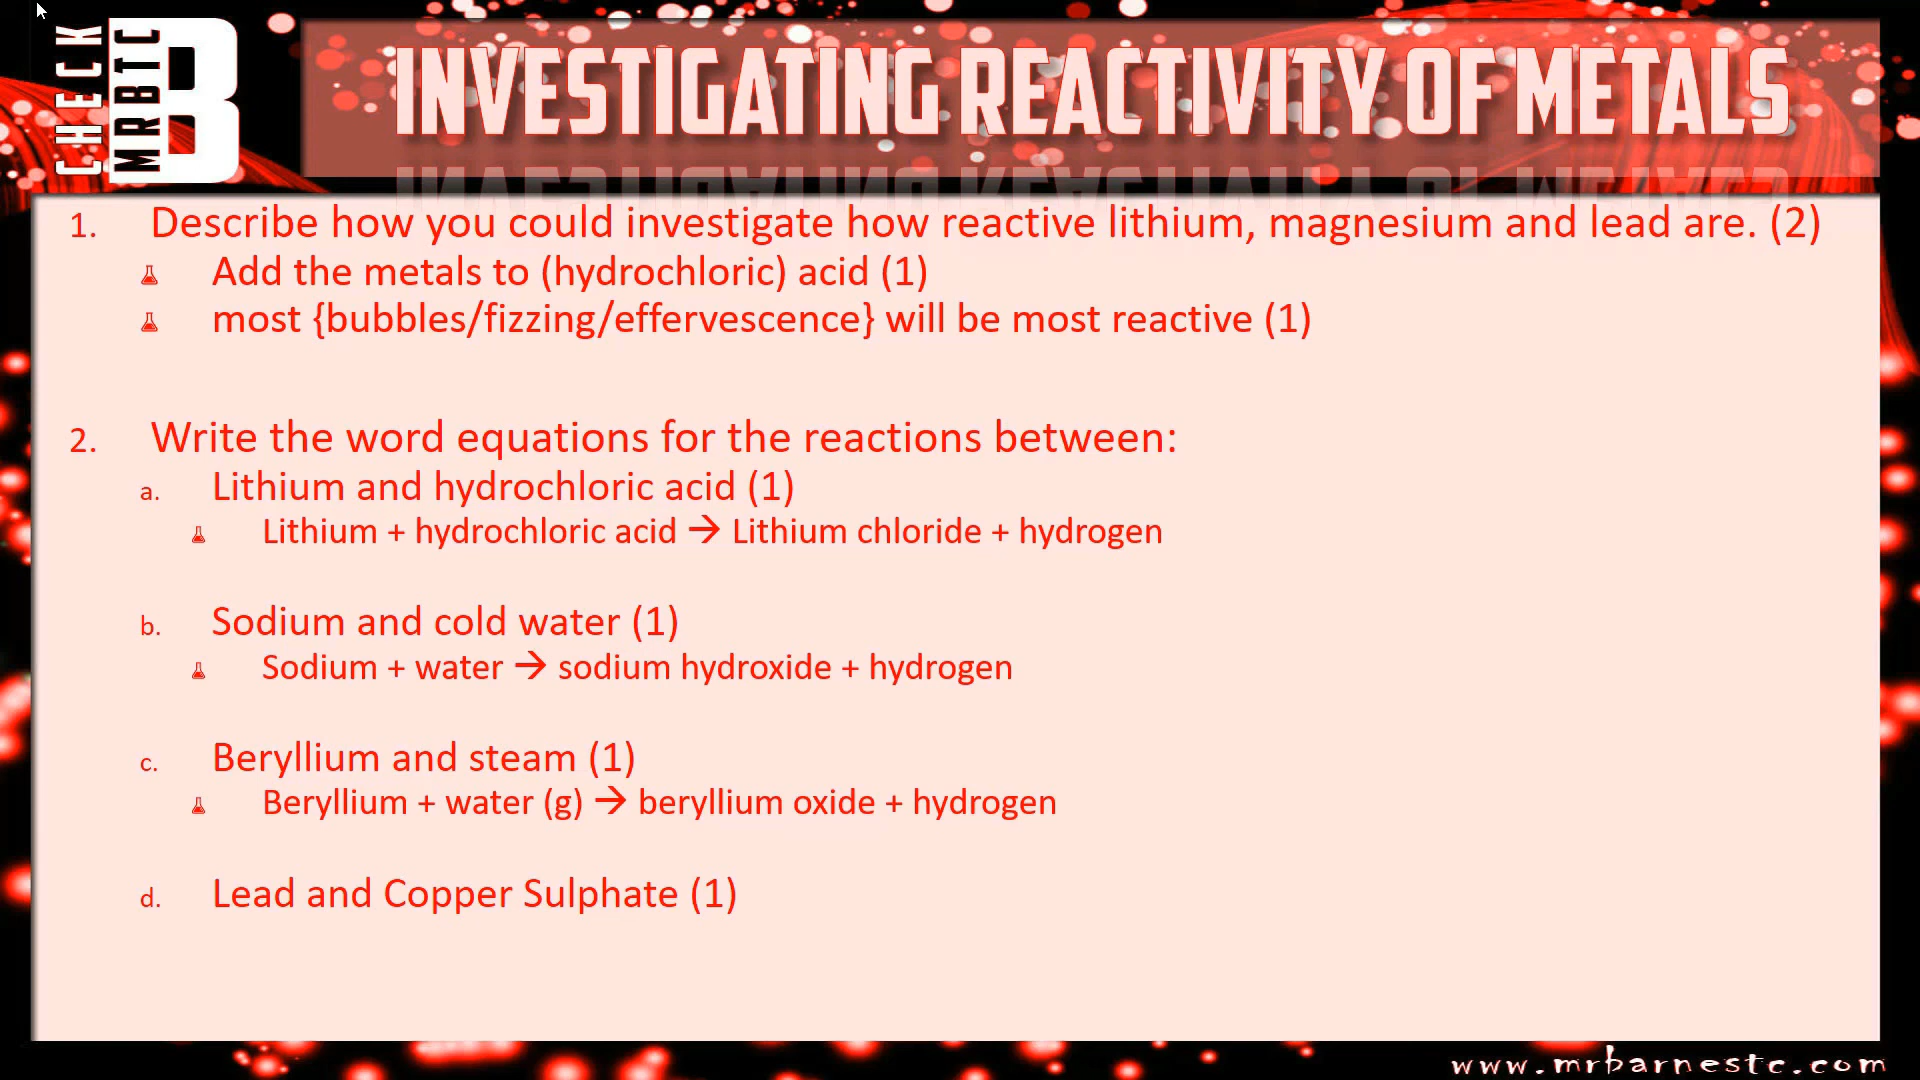 CHECK
MRBTC
B
INVESTIGATING REACTIVITY OF METALS
1. Describe how you could investigate how reactive lithium, magnesium and lead are. (2)
Add the metals to (hydrochloric) acid (1)
most {bubbles/fizzing/effervescence} will be most reactive (1)
2. Write the word equations for the reactions between:
a. Lithium and hydrochloric acid (1)
Lithium + hydrochloric acid → Lithium chloride + hydrogen
b. Sodium and cold water (1)
Sodium + water → sodium hydroxide + hydrogen
c. Beryllium and steam (1)
Beryllium + water (g) → beryllium oxide + hydrogen
d. Lead and Copper Sulphate (1)
www.mrbarnestc.com